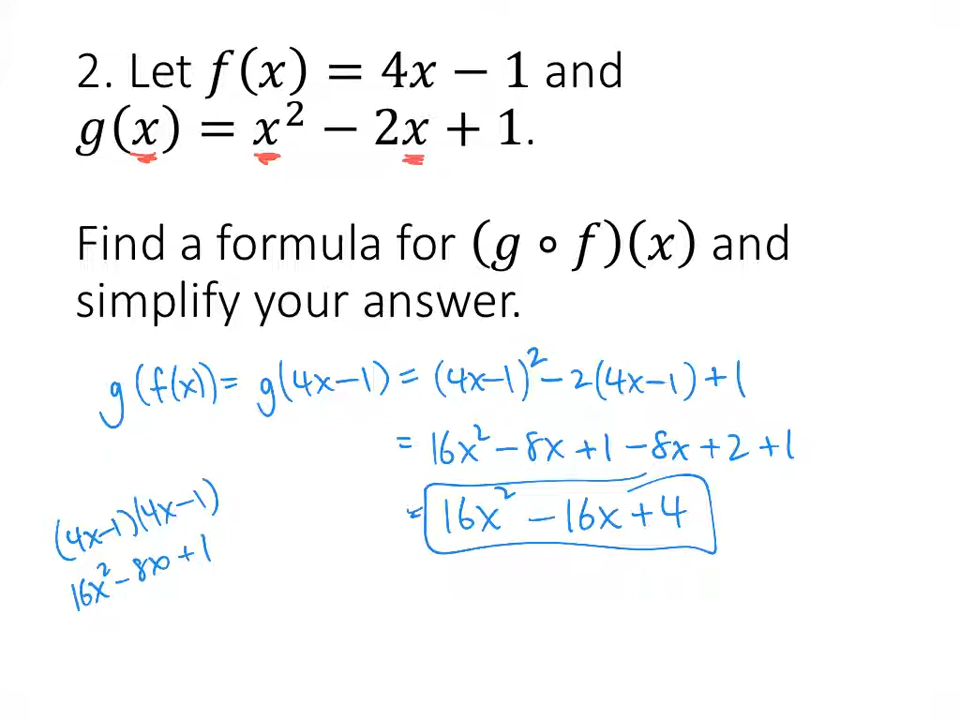 2. Let f(x) = 4x − 1 and
g(x) = x² − 2x + 1.
Find a formula for (g ∘ f)(x) and
simplify your answer.
g(f(x)) = g(4x−1) = (4x−1)² − 2(4x−1) + 1
= 16x² − 8x + 1 − 8x + 2 + 1
= 16x² − 16x + 4
(4x−1)(4x−1)
16x² − 8x + 1